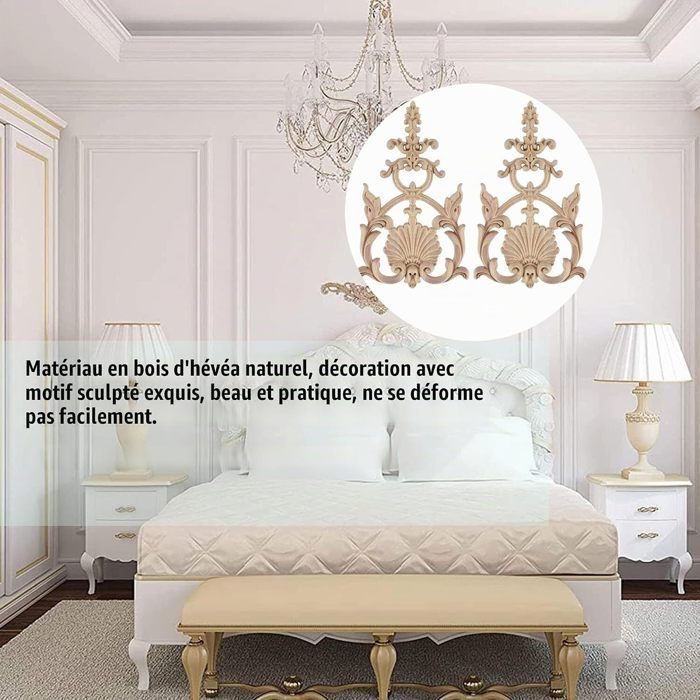 Matériau en bois d'hévéa naturel, décoration avec
motif sculpté exquis, beau et pratique, ne se déforme
pas facilement.